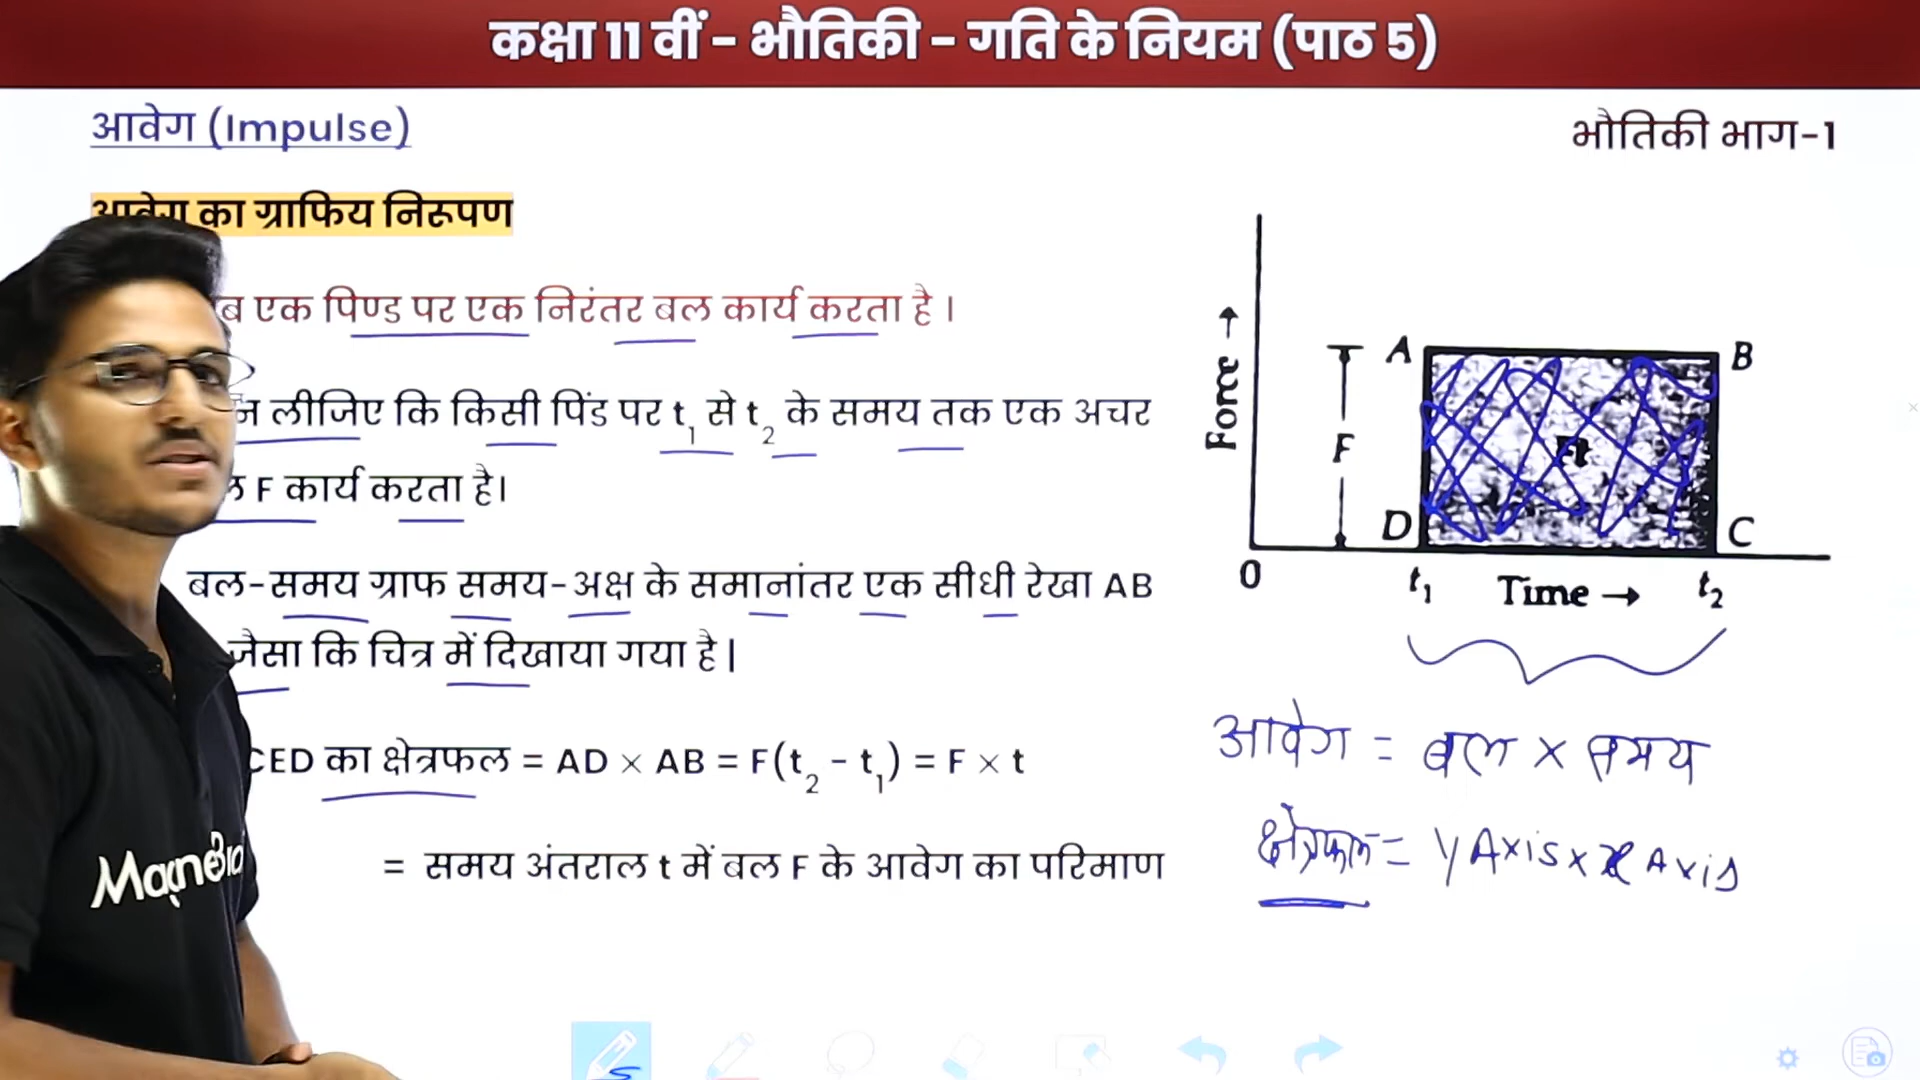 कक्षा 11 वीं - भौतिकी - गति के नियम (पाठ 5)
आवेग (Impulse)
भौतिकी भाग-1
आवेग का ग्राफिय निरूपण
ब एक पिण्ड पर एक निरंतर बल कार्य करता है ।
न लीजिए कि किसी पिंड पर t₁ से t₂ के समय तक एक अचर
ल F कार्य करता है।
बल-समय ग्राफ समय-अक्ष के समानांतर एक सीधी रेखा AB
जैसा कि चित्र में दिखाया गया है |
CED का क्षेत्रफल = AD × AB = F(t₂ - t₁) = F × t
= समय अंतराल t में बल F के आवेग का परिमाण
Force →
F
A
B
D
C
0
t₁
Time →
t₂
आवेग = बल × समय
क्षेत्रफल = y Axis × x Axis